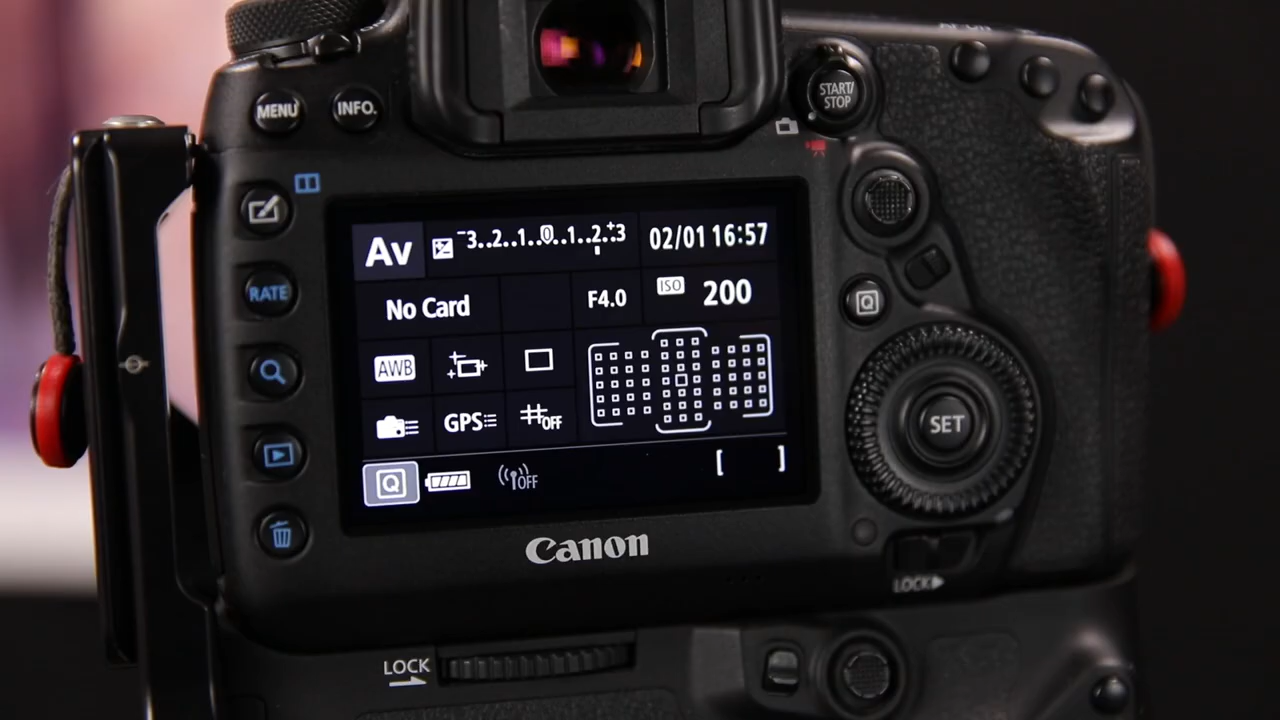 MENU INFO. START/
STOP
Av -3..2..1..0..1..2..+3 02/01 16:57
RATE No Card F4.0 ISO 200 Q
AWB
GPS OFF SET
Q OFF [ ]
Canon
LOCK
LOCK